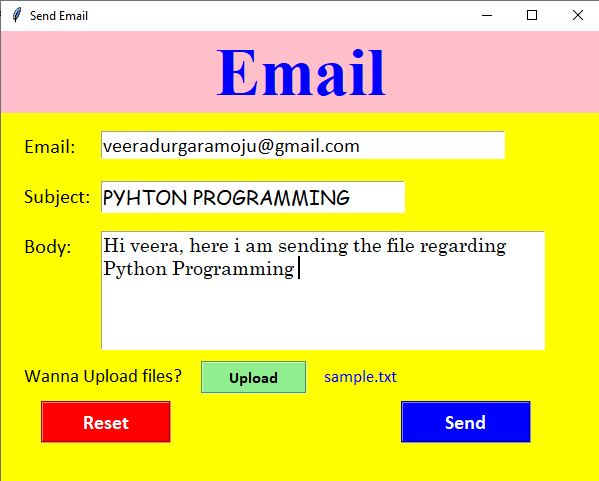 Send Email
Email
Email: veeradurgaramoju@gmail.com
Subject: PYHTON PROGRAMMING
Body: Hi veera, here i am sending the file regarding
Python Programming
Wanna Upload files? Upload sample.txt
Reset Send